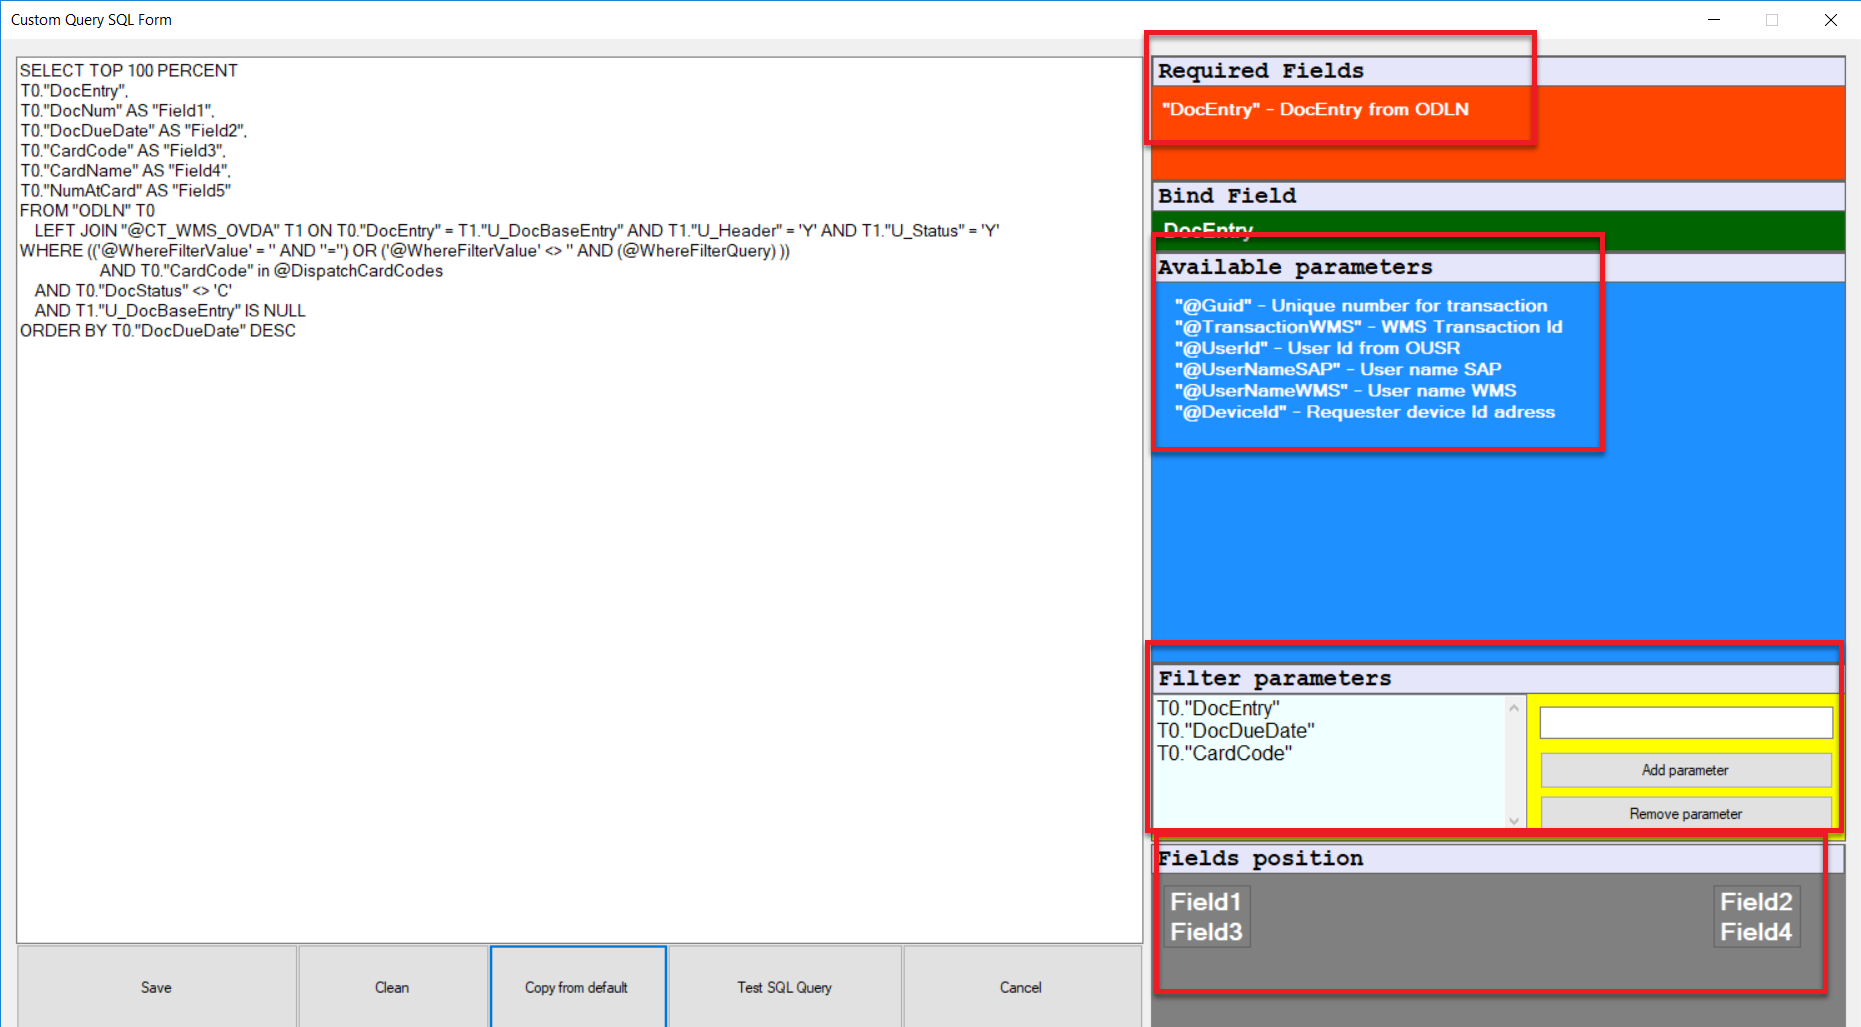 Custom Query SQL Form
SELECT TOP 100 PERCENT
T0."DocEntry",
T0."DocNum" AS "Field1",
T0."DocDueDate" AS "Field2",
T0."CardCode" AS "Field3",
T0."CardName" AS "Field4",
T0."NumAtCard" AS "Field5"
FROM "ODLN" T0
LEFT JOIN "@CT_WMS_OVDA" T1 ON T0."DocEntry" = T1."U_DocBaseEntry" AND T1."U_Header" = 'Y' AND T1."U_Status" = 'Y'
WHERE (('@WhereFilterValue' = '' AND ''='') OR ('@WhereFilterValue' <> '' AND (@WhereFilterQuery) ))
AND T0."CardCode" in @DispatchCardCodes
AND T0."DocStatus" <> 'C'
AND T1."U_DocBaseEntry" IS NULL
ORDER BY T0."DocDueDate" DESC
Save
Clean
Copy from default
Test SQL Query
Cancel
Required Fields
"DocEntry" - DocEntry from ODLN
Bind Field
DocEntry
Available parameters
"@Guid" - Unique number for transaction
"@TransactionWMS" - WMS Transaction Id
"@UserId" - User Id from OUSR
"@UserNameSAP" - User name SAP
"@UserNameWMS" - User name WMS
"@DeviceId" - Requester device Id adress
Filter parameters
T0."DocEntry"
T0."DocDueDate"
T0."CardCode"
Add parameter
Remove parameter
Fields position
Field1 Field2
Field3 Field4